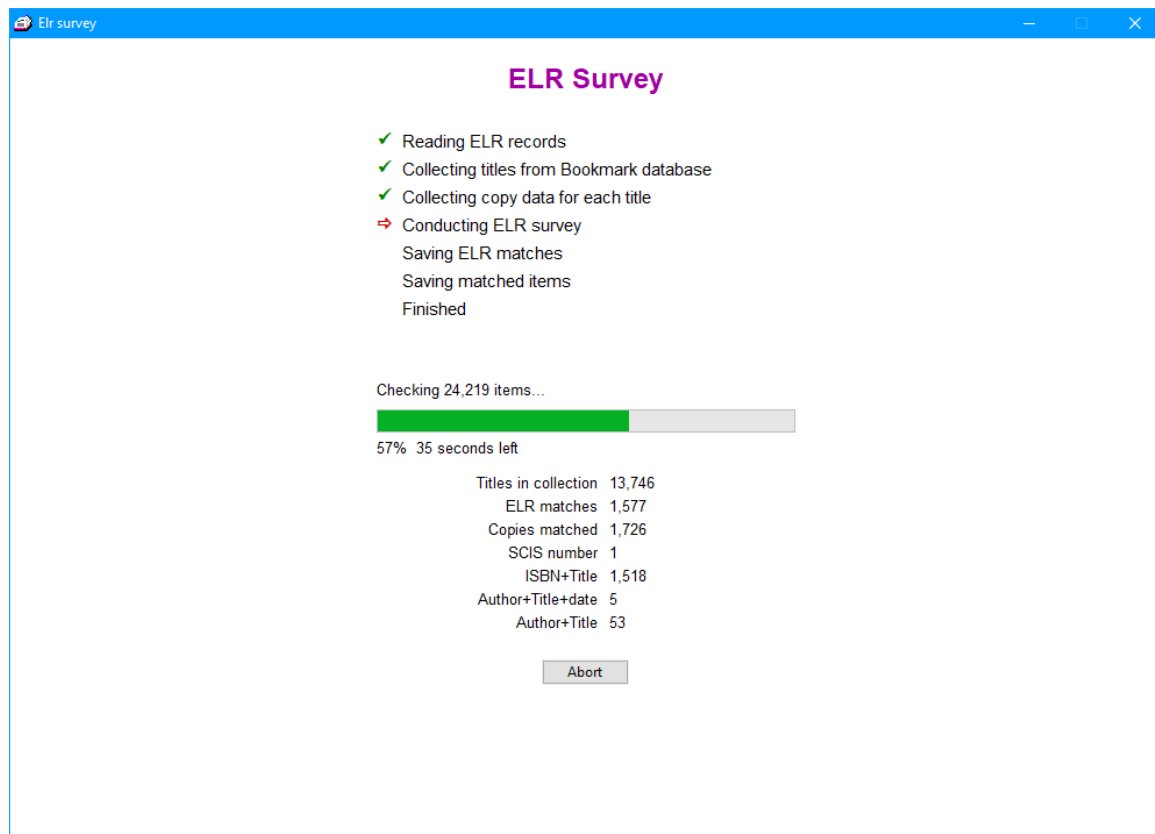 Elr survey
ELR Survey
✓ Reading ELR records
✓ Collecting titles from Bookmark database
✓ Collecting copy data for each title
⇨ Conducting ELR survey
Saving ELR matches
Saving matched items
Finished
Checking 24,219 items...
57% 35 seconds left
Titles in collection 13,746
ELR matches 1,577
Copies matched 1,726
SCIS number 1
ISBN+Title 1,518
Author+Title+date 5
Author+Title 53
Abort